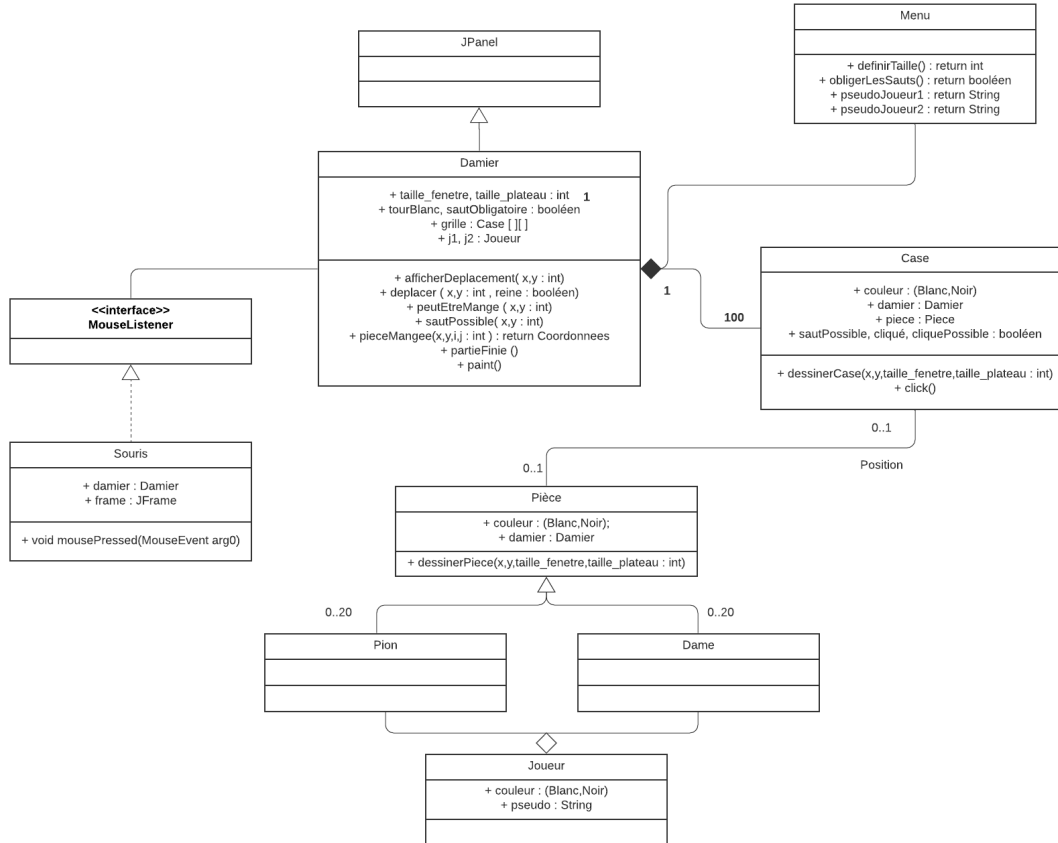 Menu
+ definirTaille() : return int
+ obligerLesSauts() : return booléen
+ pseudoJoueur1 : return String
+ pseudoJoueur2 : return String
JPanel
Damier
+ taille_fenetre, taille_plateau : int
1
+ tourBlanc, sautObligatoire : booléen
+ grille : Case [ ][ ]
+ j1, j2 : Joueur
+ afficherDeplacement( x,y : int)
+ deplacer ( x,y : int , reine : booléen)
+ peutEtreMange ( x,y : int)
+ sautPossible( x,y : int)
+ pieceMangee(x,y,i,j : int ) : return Coordonnees
+ partieFinie ()
+ paint()
1
100
Case
+ couleur : (Blanc,Noir)
+ damier : Damier
+ piece : Piece
+ sautPossible, cliqué, cliquePossible : booléen
+ dessinerCase(x,y,taille_fenetre,taille_plateau : int)
+ click()
<<interface>>
MouseListener
Souris
+ damier : Damier
+ frame : JFrame
+ void mousePressed(MouseEvent arg0)
0..1
Position
0..1
Pièce
+ couleur : (Blanc,Noir);
+ damier : Damier
+ dessinerPiece(x,y,taille_fenetre,taille_plateau : int)
0..20
0..20
Pion
Dame
Joueur
+ couleur : (Blanc,Noir)
+ pseudo : String